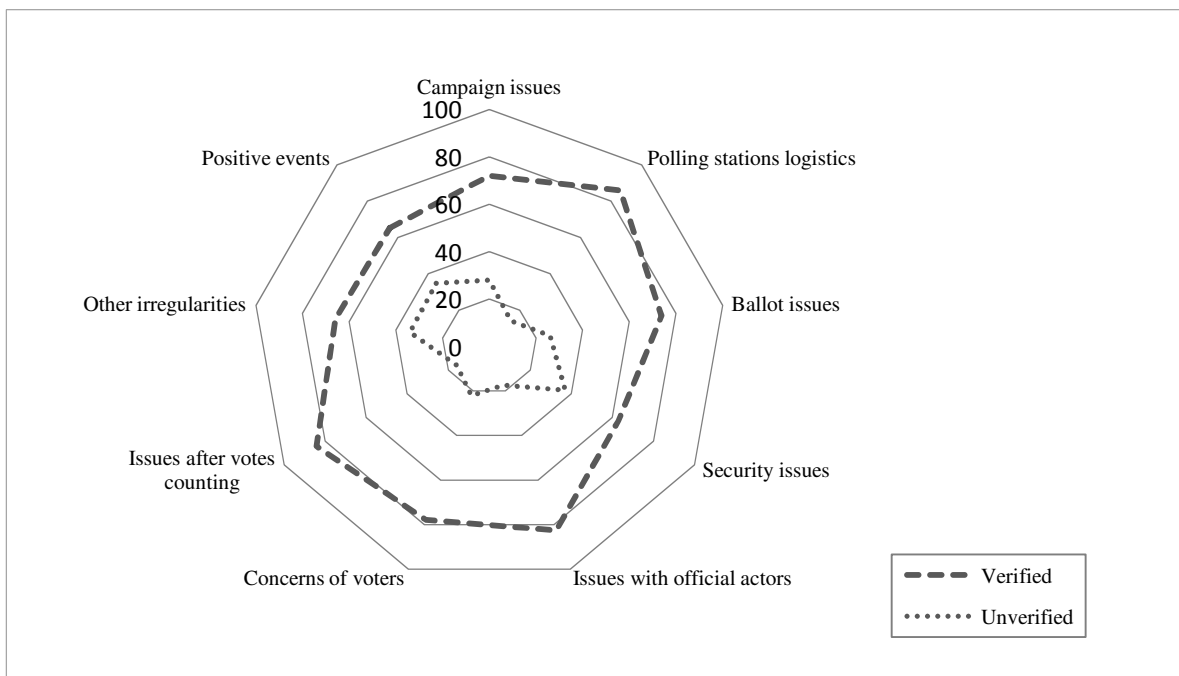 Campaign issues
100
Positive events
80
Polling stations logistics
60
40
Other irregularities
20
Ballot issues
0
Issues after votes
counting
Security issues
Concerns of voters
Issues with official actors
Verified
Unverified